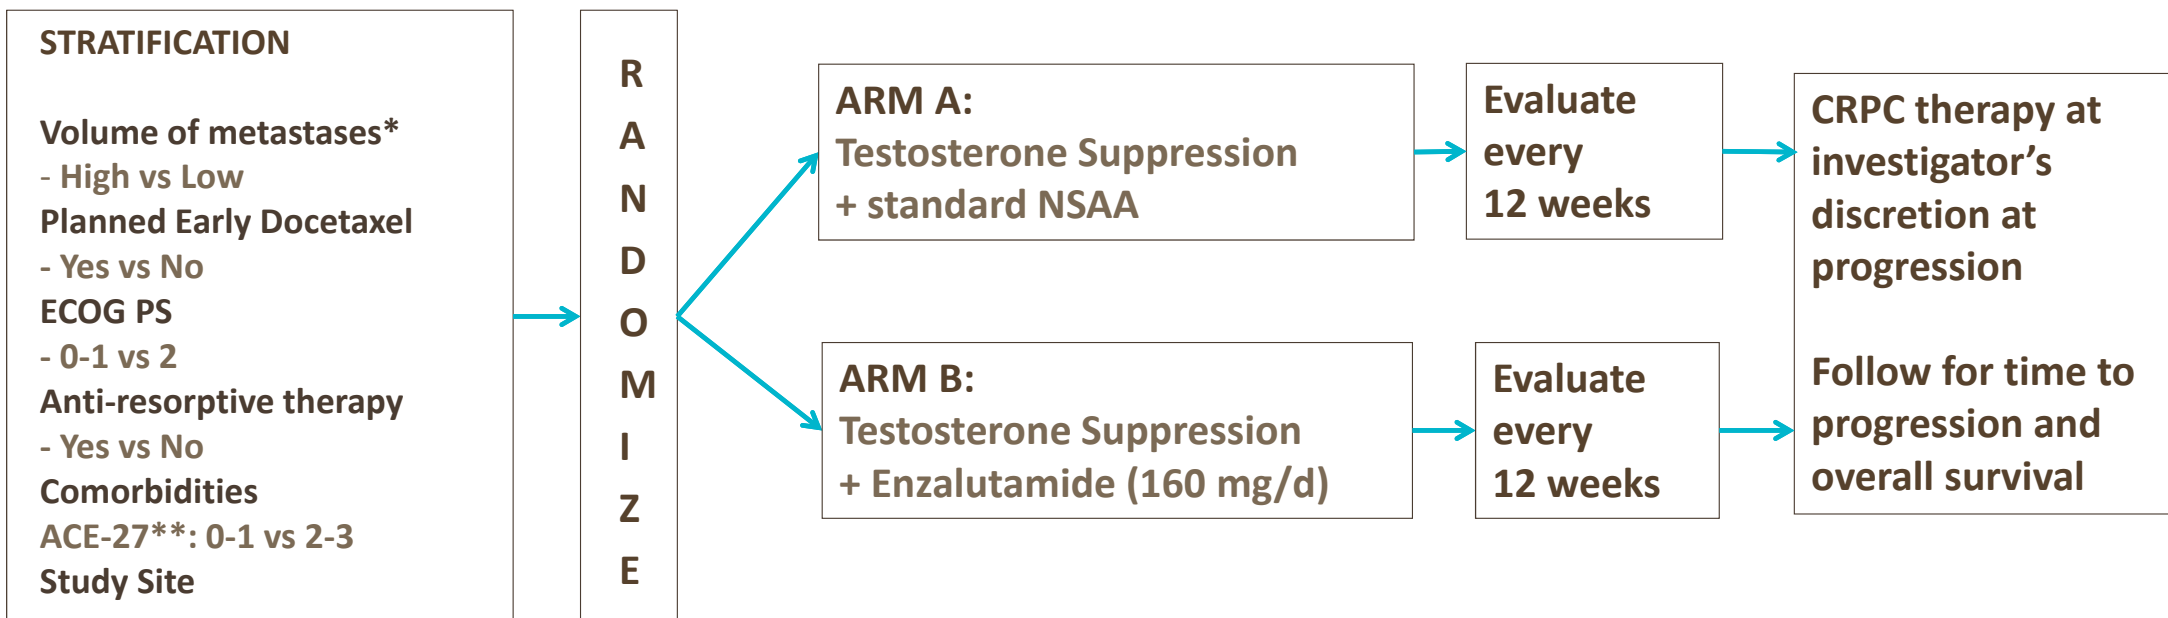 STRATIFICATION
Volume of metastases*
- High vs Low
Planned Early Docetaxel
- Yes vs No
ECOG PS
- 0-1 vs 2
Anti-resorptive therapy
- Yes vs No
Comorbidities
ACE-27**: 0-1 vs 2-3
Study Site
R
A
N
D
O
M
I
Z
E
ARM A:
Testosterone Suppression
+ standard NSAA
Evaluate
every
12 weeks
ARM B:
Testosterone Suppression
+ Enzalutamide (160 mg/d)
Evaluate
every
12 weeks
CRPC therapy at
investigator’s
discretion at
progression
Follow for time to
progression and
overall survival